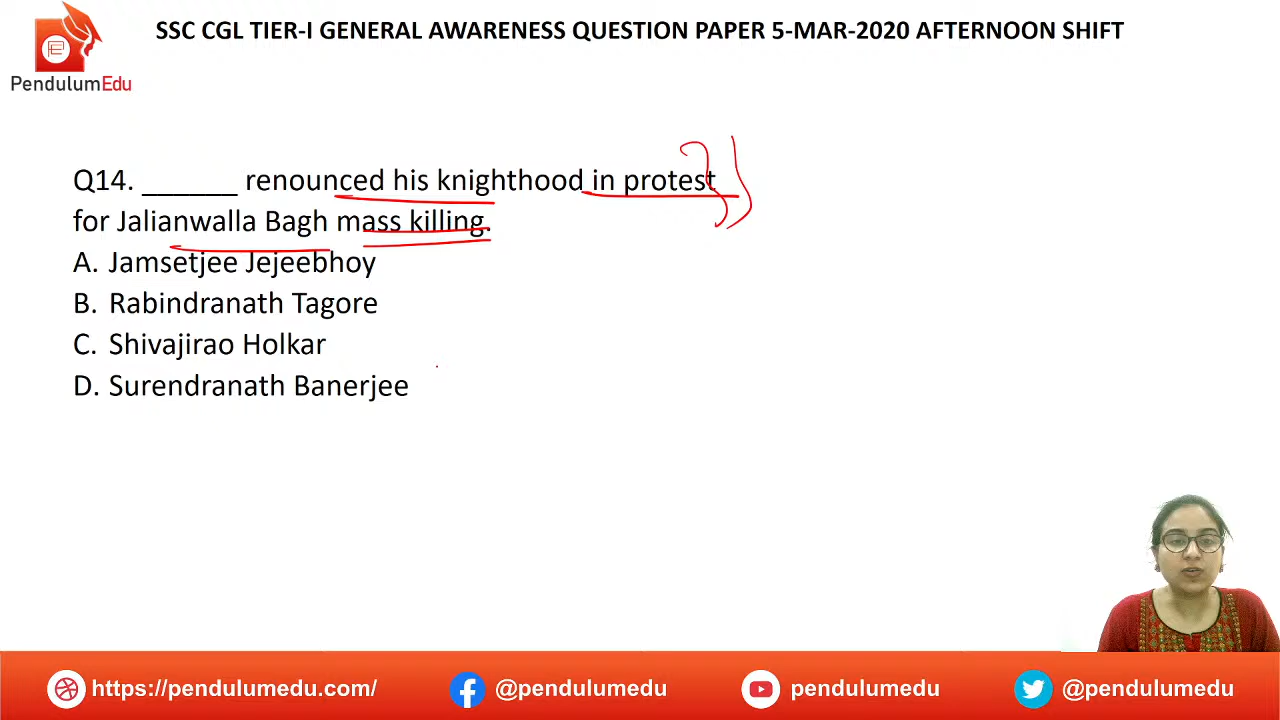 SSC CGL TIER-I GENERAL AWARENESS QUESTION PAPER 5-MAR-2020 AFTERNOON SHIFT
PendulumEdu
Q14. ______ renounced his knighthood in protest
for Jalianwalla Bagh mass killing.
A. Jamsetjee Jejeebhoy
B. Rabindranath Tagore
C. Shivajirao Holkar
D. Surendranath Banerjee
https://pendulumedu.com/ @pendulumedu pendulumedu @pendulumedu